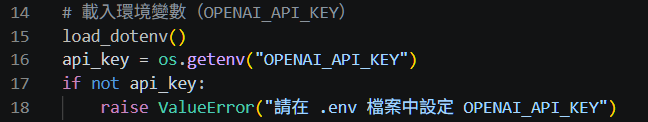 14 # 載入環境變數（OPENAI_API_KEY）
15 load_dotenv()
16 api_key = os.getenv("OPENAI_API_KEY")
17 if not api_key:
18     raise ValueError("請在 .env 檔案中設定 OPENAI_API_KEY")